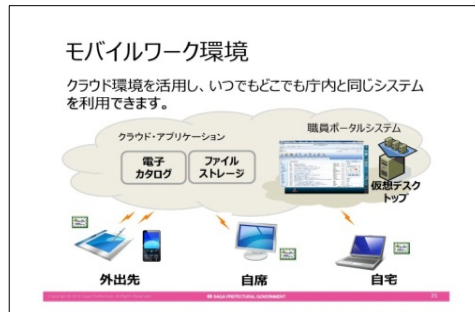 モバイルワーク環境
クラウド環境を活用し、いつでもどこでも庁内と同じシステム
を利用できます。
クラウド・アプリケーション
職員ポータルシステム
電子
カタログ
ファイル
ストレージ
仮想デスク
トップ
外出先
自席
自宅
SAGA PREFECTURAL GOVERNMENT